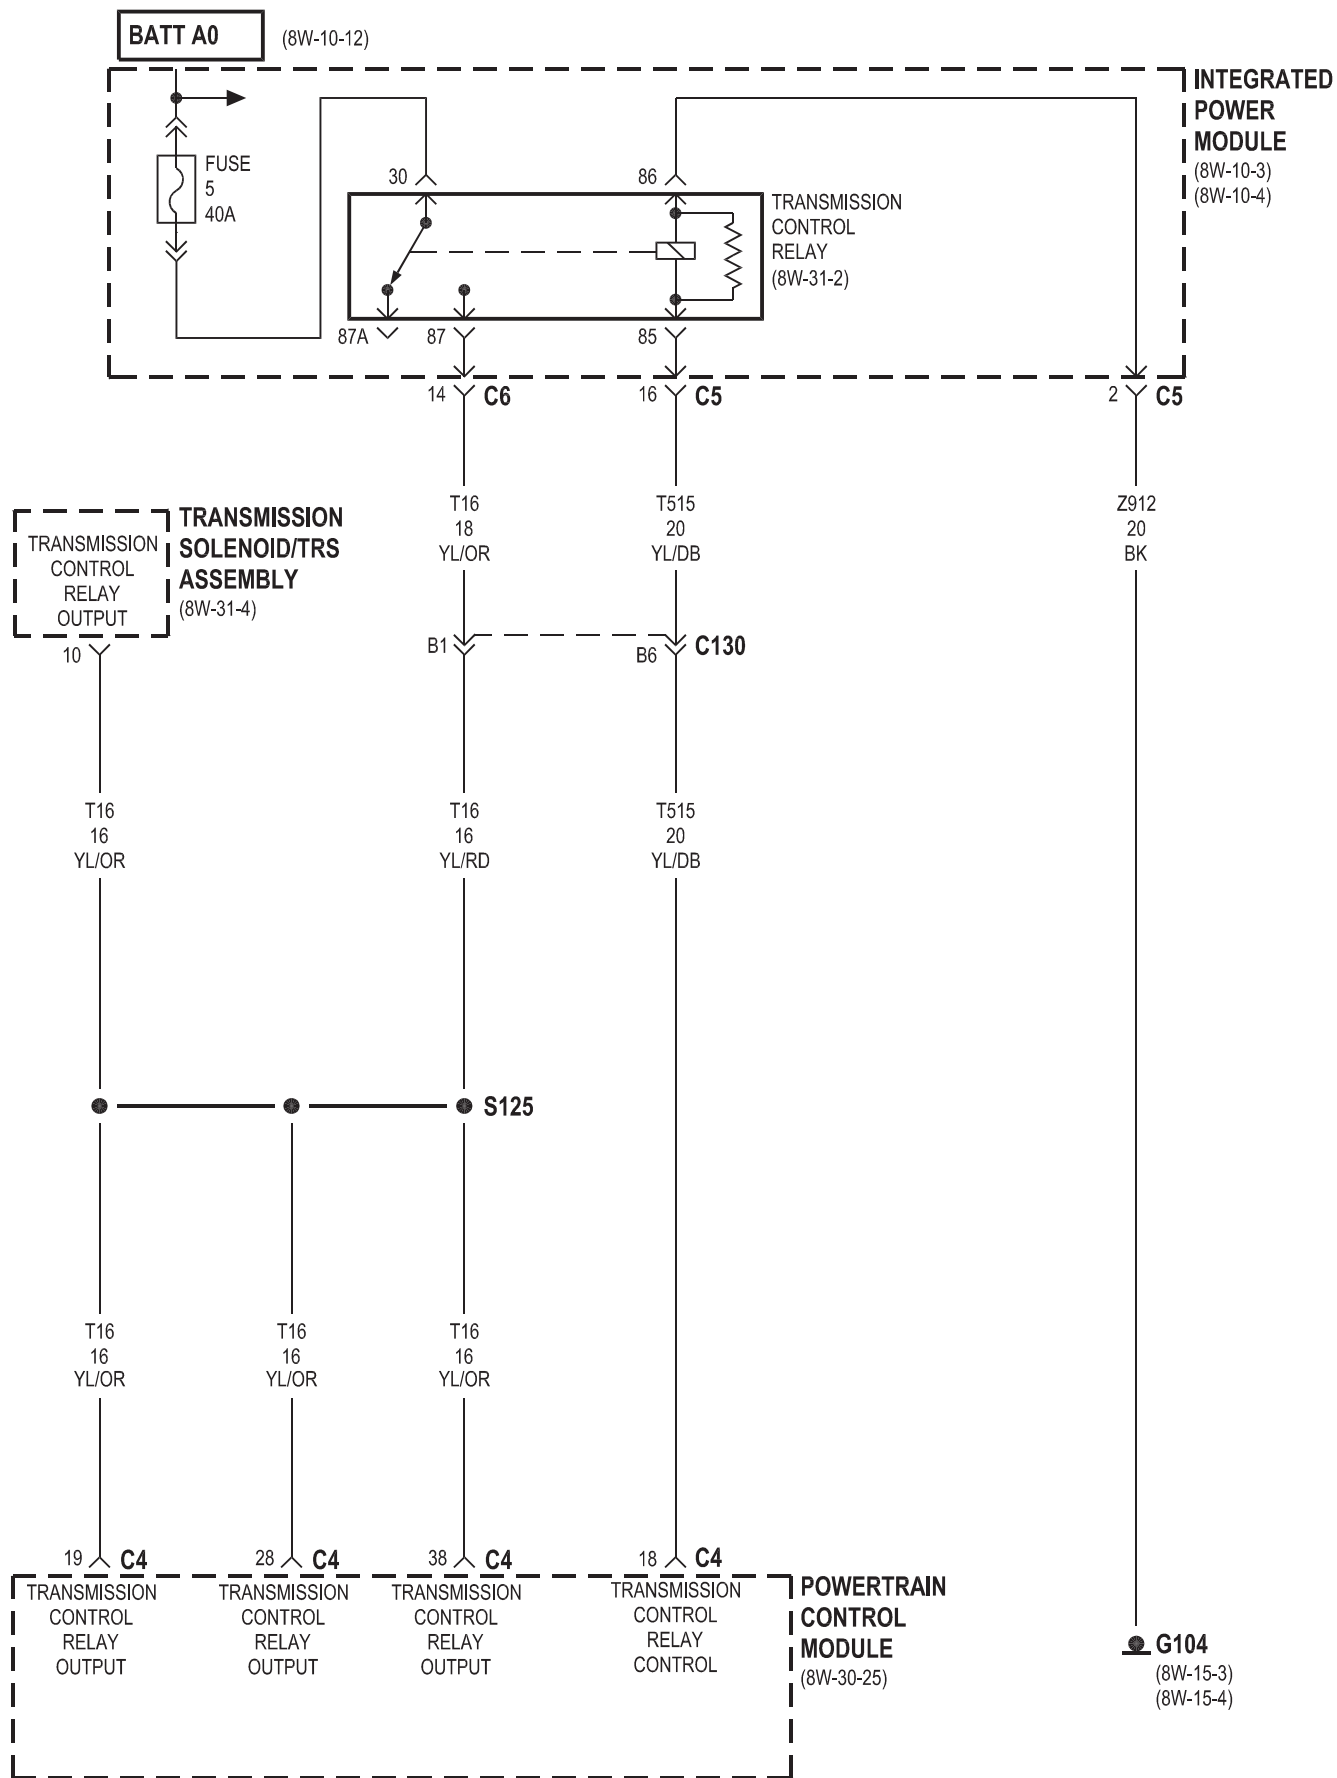 BATT A0
(8W-10-12)
INTEGRATED
POWER
MODULE
(8W-10-3)
(8W-10-4)
FUSE
5
40A
30
86
TRANSMISSION
CONTROL
RELAY
(8W-31-2)
87A
87
85
14
C6
16
C5
2
C5
T16
18
YL/OR
T515
20
YL/DB
Z912
20
BK
TRANSMISSION
CONTROL
RELAY
OUTPUT
TRANSMISSION
SOLENOID/TRS
ASSEMBLY
(8W-31-4)
10
B1
B6
C130
T16
16
YL/OR
T16
16
YL/RD
T515
20
YL/DB
S125
T16
16
YL/OR
T16
16
YL/OR
T16
16
YL/OR
19
C4
28
C4
38
C4
18
C4
TRANSMISSION
CONTROL
RELAY
OUTPUT
TRANSMISSION
CONTROL
RELAY
OUTPUT
TRANSMISSION
CONTROL
RELAY
OUTPUT
TRANSMISSION
CONTROL
RELAY
CONTROL
POWERTRAIN
CONTROL
MODULE
(8W-30-25)
G104
(8W-15-3)
(8W-15-4)